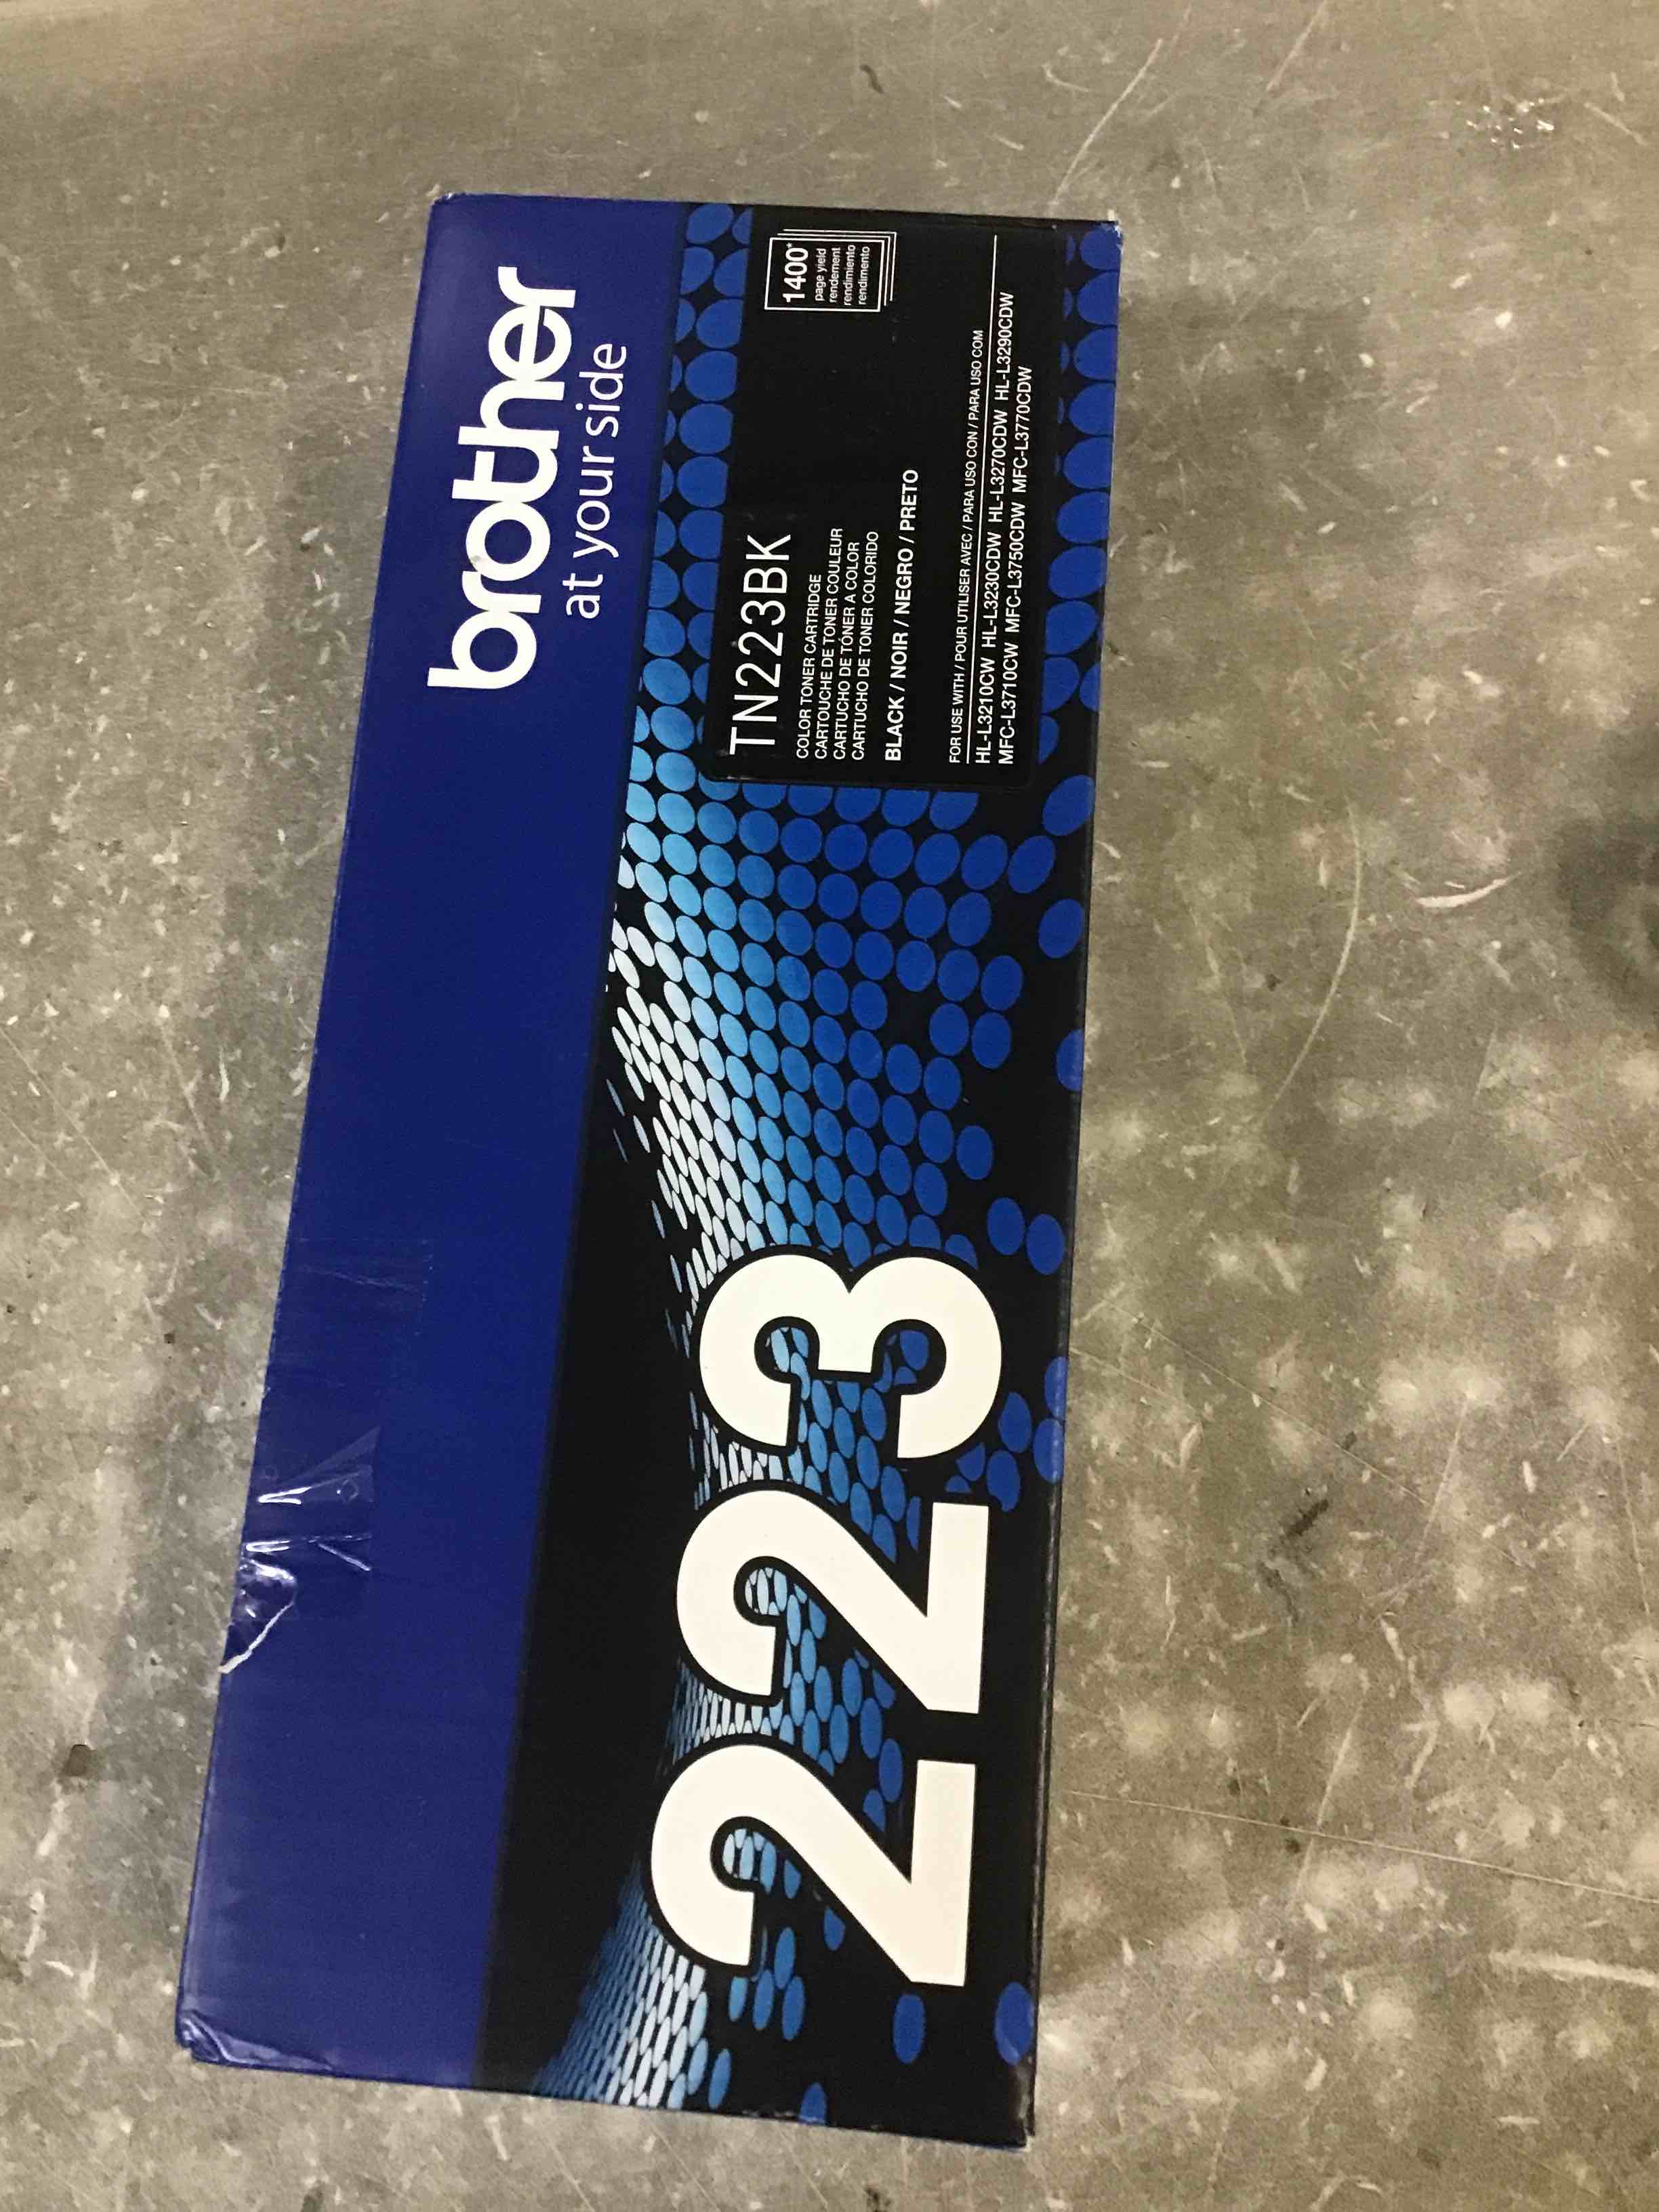 brother
at your side
TN223BK
COLOR TONER CARTRIDGE
CARTOUCHE DE TONER COULEUR
CARTUCHO DE TÓNER A COLOR
CARTUCHO DE TONER COLORIDO
BLACK / NOIR / NEGRO / PRETO
1400*
page yield
rendement
rendimiento
rendimento
FOR USE WITH / POUR UTILISER AVEC / PARA USO CON / PARA USO COM
HL-L3210CW HL-L3230CDW HL-L3270CDW HL-L3290CDW
MFC-L3710CW MFC-L3750CDW MFC-L3770CDW
223